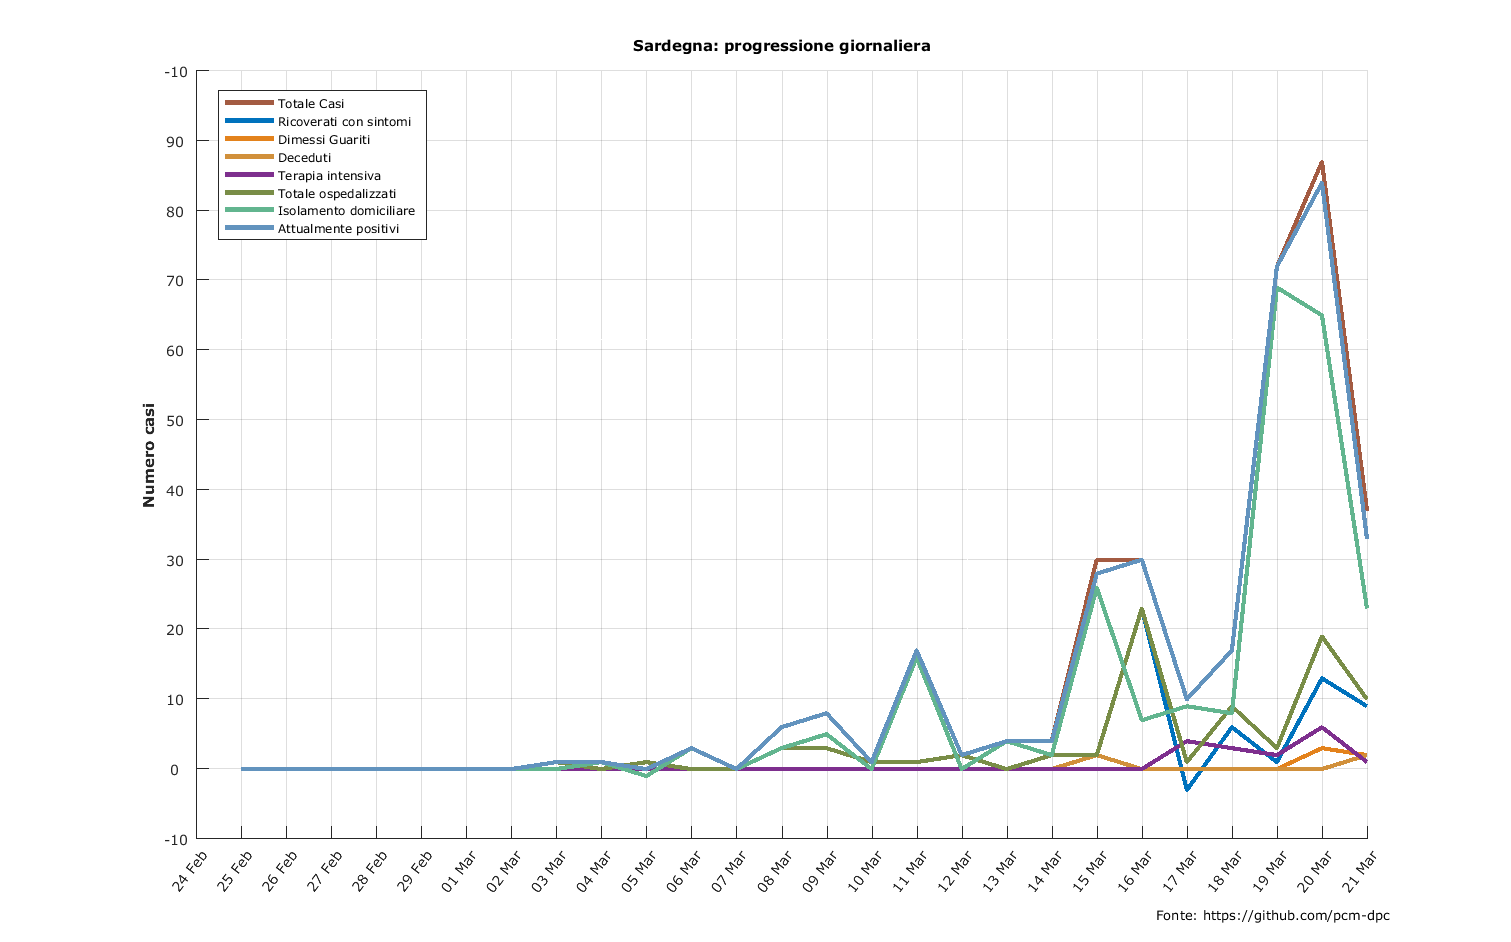 Sardegna: progressione giornaliera
-10
90
80
70
60
50
40
30
20
10
0
-10
Numero casi
Totale Casi
Ricoverati con sintomi
Dimessi Guariti
Deceduti
Terapia intensiva
Totale ospedalizzati
Isolamento domiciliare
Attualmente positivi
24 Feb
25 Feb
26 Feb
27 Feb
28 Feb
29 Feb
01 Mar
02 Mar
03 Mar
04 Mar
05 Mar
06 Mar
07 Mar
08 Mar
09 Mar
10 Mar
11 Mar
12 Mar
13 Mar
14 Mar
15 Mar
16 Mar
17 Mar
18 Mar
19 Mar
20 Mar
21 Mar
Fonte: https://github.com/pcm-dpc